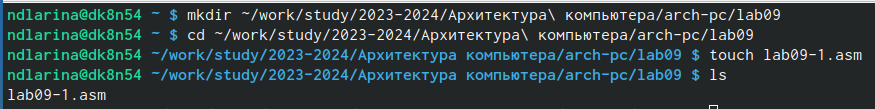 ndlarina@dk8n54 ~ $ mkdir ~/work/study/2023-2024/Архитектура\ компьютера/arch-pc/lab09
ndlarina@dk8n54 ~ $ cd ~/work/study/2023-2024/Архитектура\ компьютера/arch-pc/lab09
ndlarina@dk8n54 ~/work/study/2023-2024/Архитектура компьютера/arch-pc/lab09 $ touch lab09-1.asm
ndlarina@dk8n54 ~/work/study/2023-2024/Архитектура компьютера/arch-pc/lab09 $ ls
lab09-1.asm